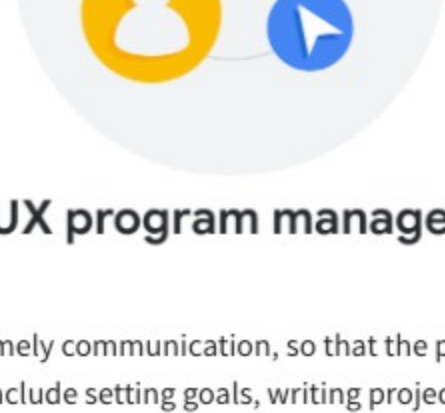 UX program manage
mely communication, so that the p
nclude setting goals, writing projec